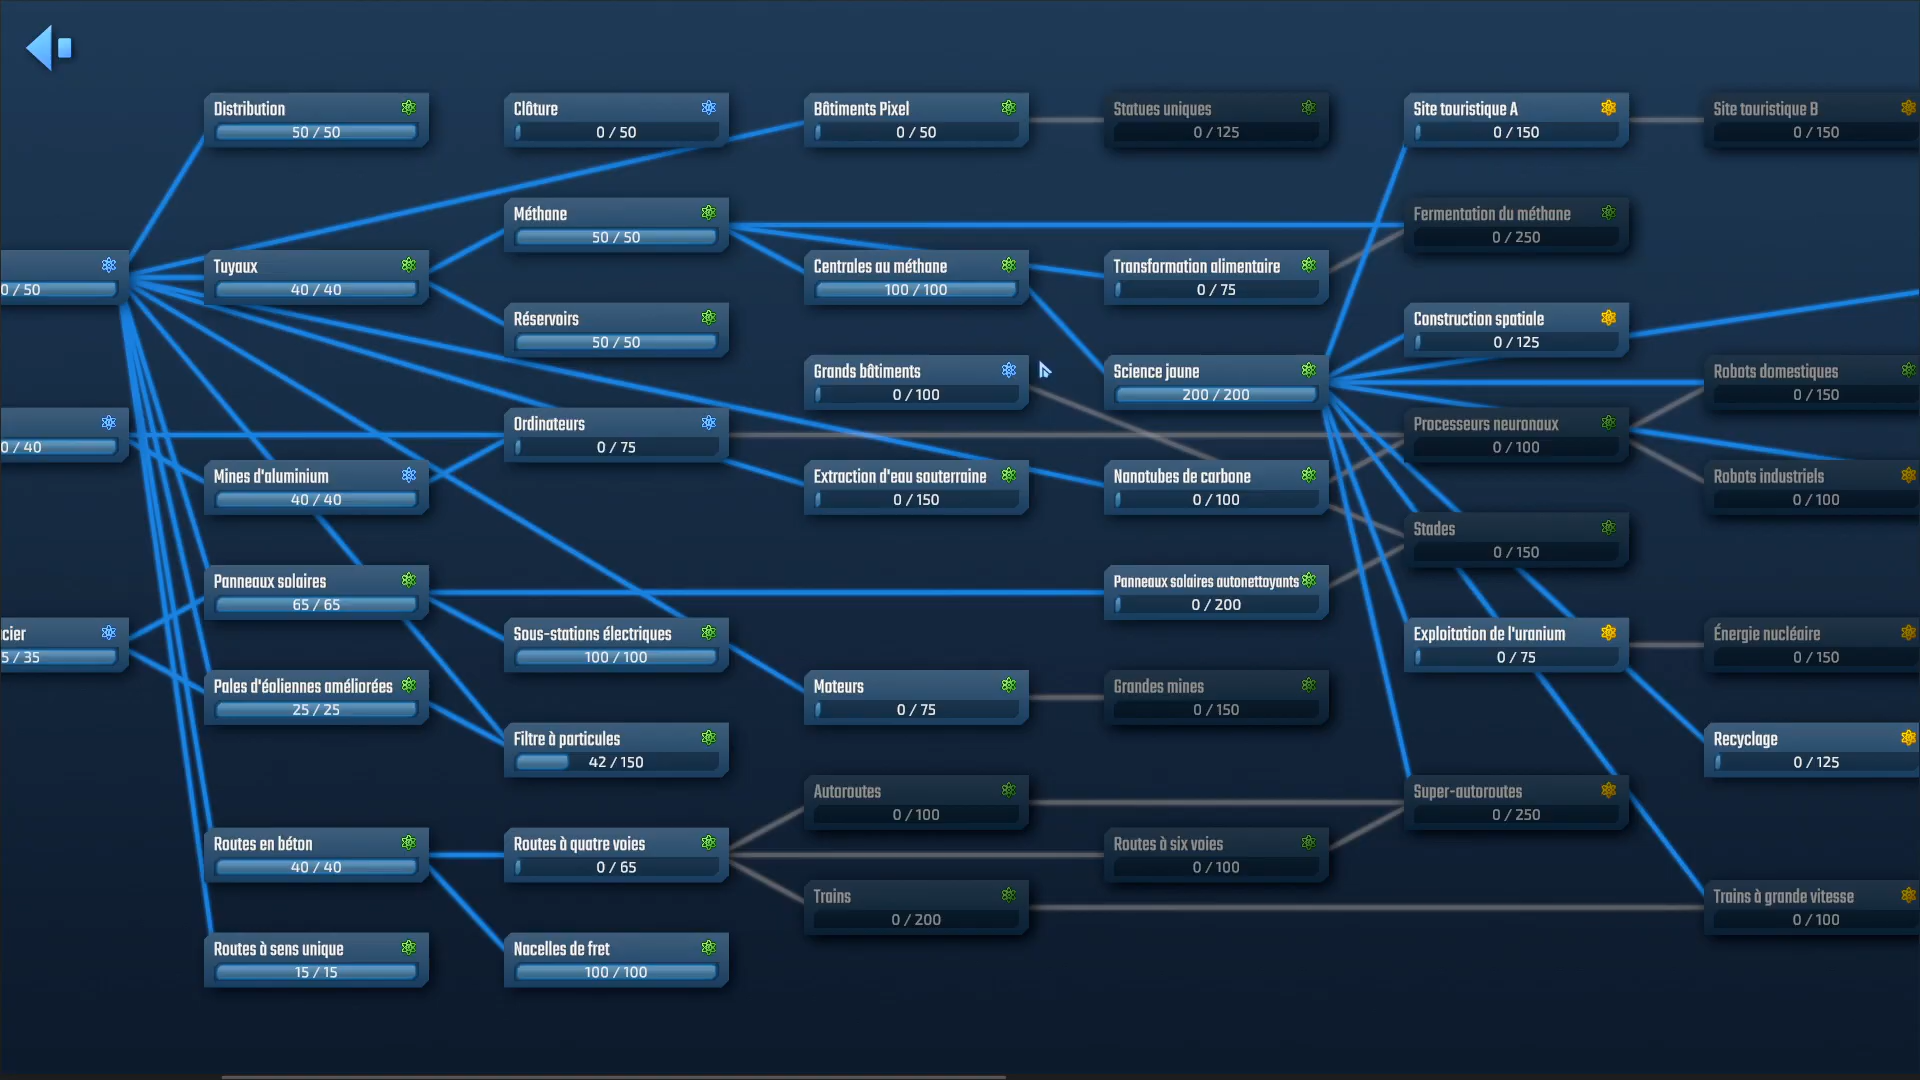 Distribution
50 / 50
Clôture
0 / 50
Bâtiments Pixel
0 / 50
Statues uniques
0 / 125
Site touristique A
0 / 150
Site touristique B
0 / 150
Méthane
50 / 50
Fermentation du méthane
0 / 250
0 / 50
Tuyaux
40 / 40
Centrales au méthane
100 / 100
Transformation alimentaire
0 / 75
Réservoirs
50 / 50
Construction spatiale
0 / 125
Grands bâtiments
0 / 100
Science jaune
200 / 200
Robots domestiques
0 / 150
0 / 40
Ordinateurs
0 / 75
Processeurs neuronaux
0 / 100
Mines d'aluminium
40 / 40
Extraction d'eau souterraine
0 / 150
Nanotubes de carbone
0 / 100
Robots industriels
0 / 100
Stades
0 / 150
Panneaux solaires
65 / 65
Panneaux solaires autonettoyants
0 / 200
cier
5 / 35
Sous-stations électriques
100 / 100
Exploitation de l'uranium
0 / 75
Énergie nucléaire
0 / 150
Pales d'éoliennes améliorées
25 / 25
Moteurs
0 / 75
Grandes mines
0 / 150
Filtre à particules
42 / 150
Recyclage
0 / 125
Autoroutes
0 / 100
Super-autoroutes
0 / 250
Routes en béton
40 / 40
Routes à quatre voies
0 / 65
Routes à six voies
0 / 100
Trains
0 / 200
Trains à grande vitesse
0 / 100
Routes à sens unique
15 / 15
Nacelles de fret
100 / 100